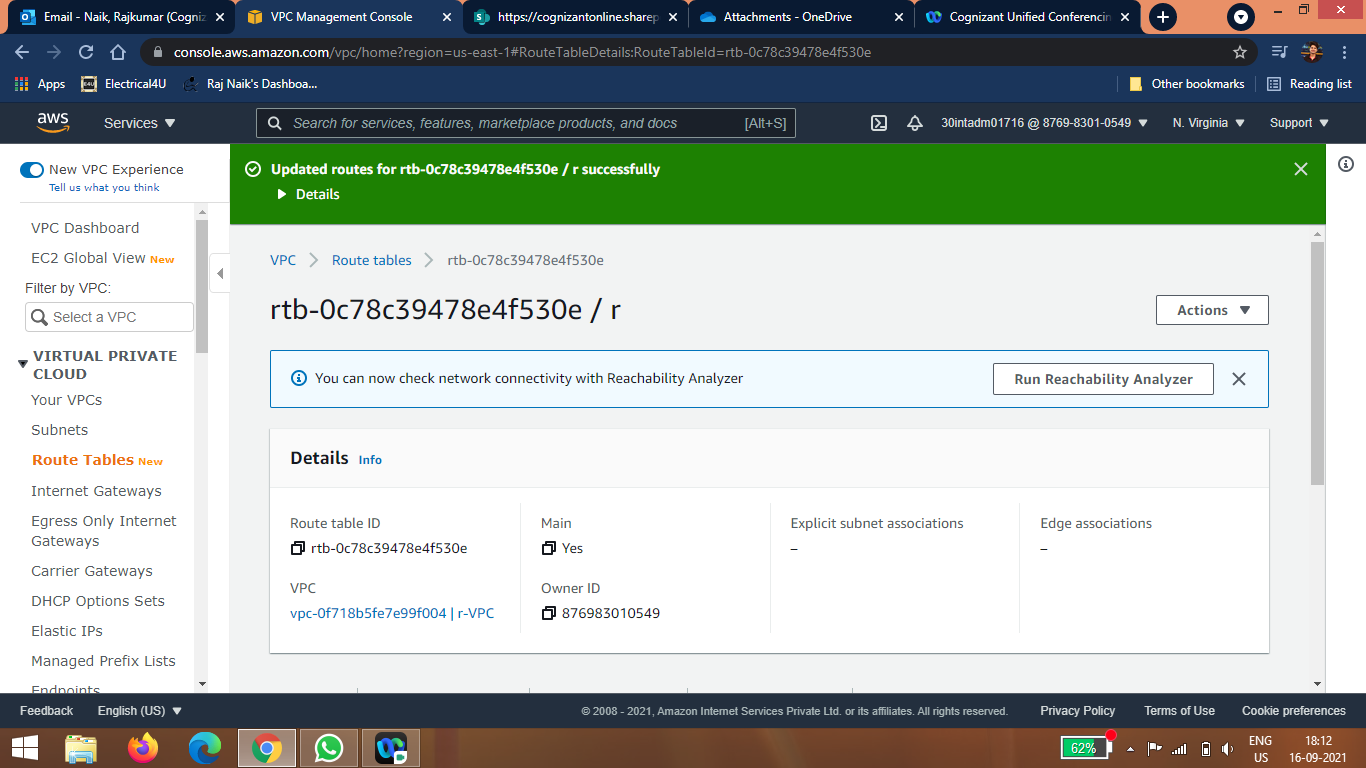 Email - Naik, Rajkumar (Cogniz
VPC Management Console
https://cognizantonline.sharep
Attachments - OneDrive
Cognizant Unified Conferencin
console.aws.amazon.com/vpc/home?region=us-east-1#RouteTableDetails:RouteTableId=rtb-0c78c39478e4f530e
Apps
Electrical4U
Raj Naik's Dashboa...
Other bookmarks
Reading list
aws
Services
Search for services, features, marketplace products, and docs
[Alt+S]
30intadm01716 @ 8769-8301-0549
N. Virginia
Support
New VPC Experience
Tell us what you think
VPC Dashboard
EC2 Global View New
Filter by VPC:
Select a VPC
VIRTUAL PRIVATE
CLOUD
Your VPCs
Subnets
Route Tables New
Internet Gateways
Egress Only Internet
Gateways
Carrier Gateways
DHCP Options Sets
Elastic IPs
Managed Prefix Lists
Endpoints
Updated routes for rtb-0c78c39478e4f530e / r successfully
Details
VPC
Route tables
rtb-0c78c39478e4f530e
rtb-0c78c39478e4f530e / r
Actions
You can now check network connectivity with Reachability Analyzer
Run Reachability Analyzer
Details Info
Route table ID
rtb-0c78c39478e4f530e
Main
Yes
Explicit subnet associations
–
Edge associations
–
VPC
vpc-0f718b5fe7e99f004 | r-VPC
Owner ID
876983010549
Feedback
English (US)
© 2008 - 2021, Amazon Internet Services Private Ltd. or its affiliates. All rights reserved.
Privacy Policy
Terms of Use
Cookie preferences
62%
ENG
US
18:12
16-09-2021